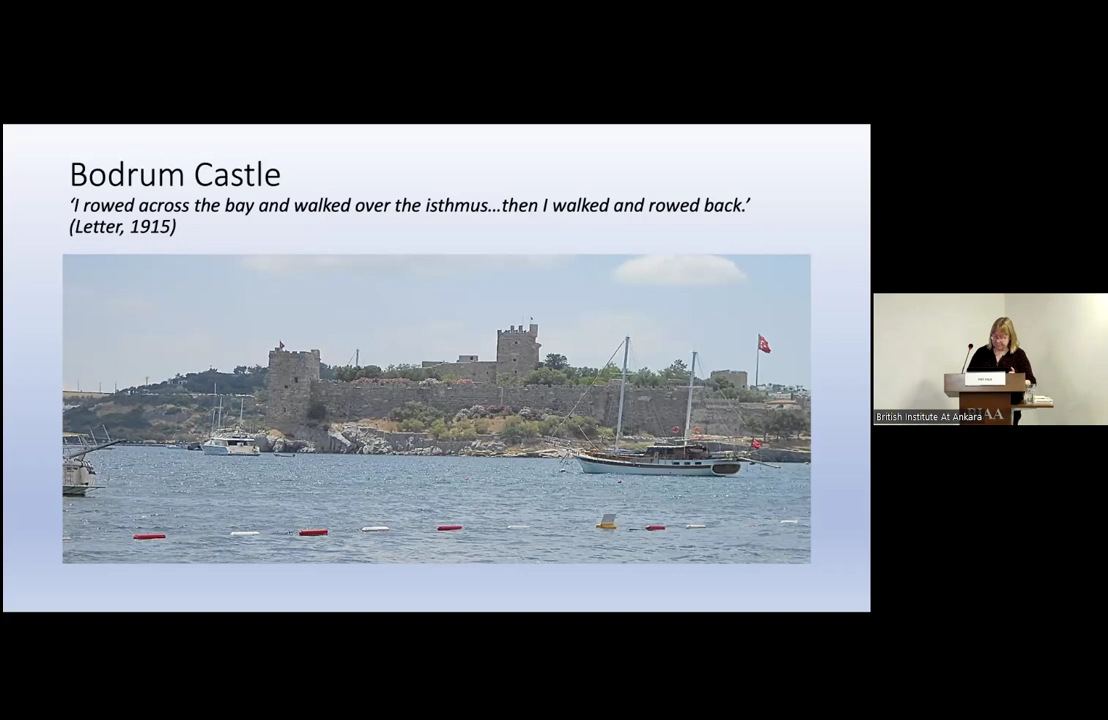 Bodrum Castle
‘I rowed across the bay and walked over the isthmus...then I walked and rowed back.’
(Letter, 1915)
BIAA
British Institute At Ankara